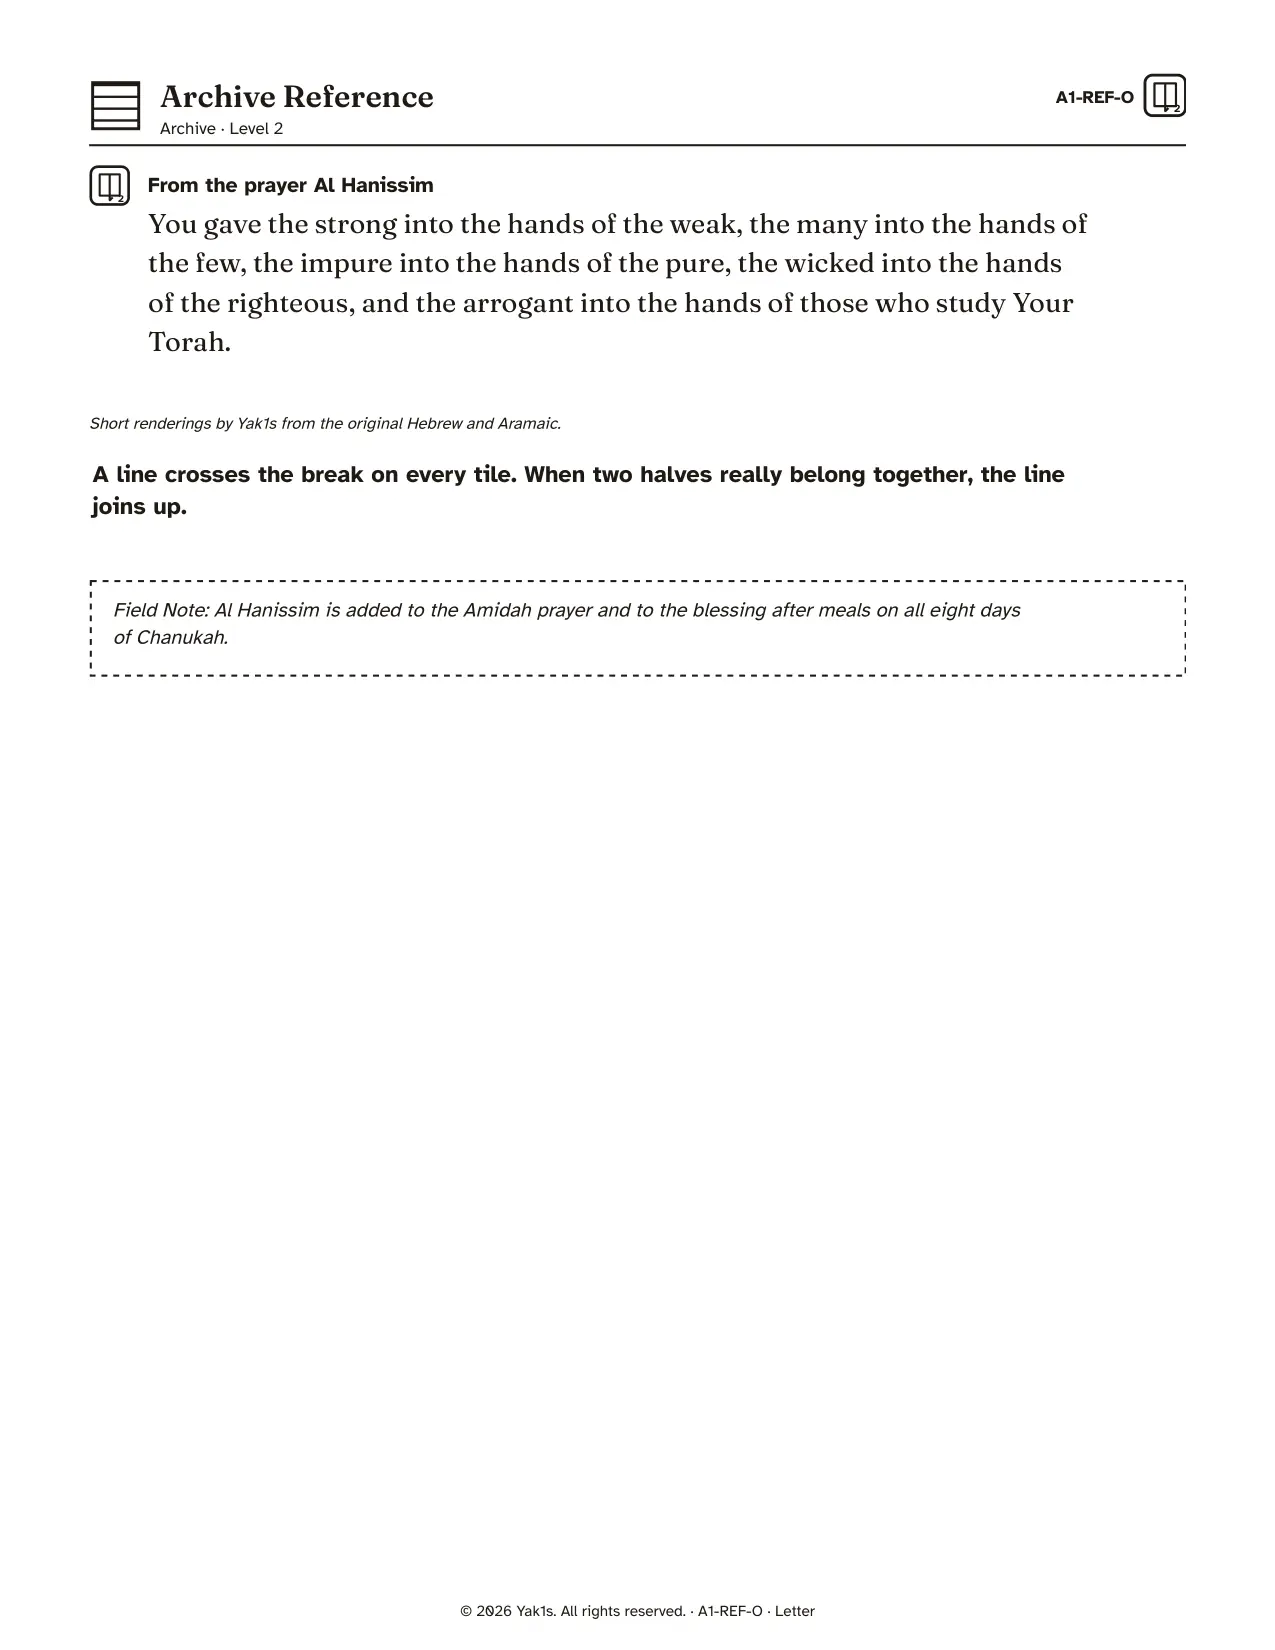 Archive Reference
Archive · Level 2
A1-REF-O
2
2
From the prayer Al Hanissim
You gave the strong into the hands of the weak, the many into the hands of
the few, the impure into the hands of the pure, the wicked into the hands
of the righteous, and the arrogant into the hands of those who study Your
Torah.
Short renderings by Yak1s from the original Hebrew and Aramaic.
A line crosses the break on every tile. When two halves really belong together, the line
joins up.
Field Note: Al Hanissim is added to the Amidah prayer and to the blessing after meals on all eight days
of Chanukah.
© 2026 Yak1s. All rights reserved. · A1-REF-O · Letter